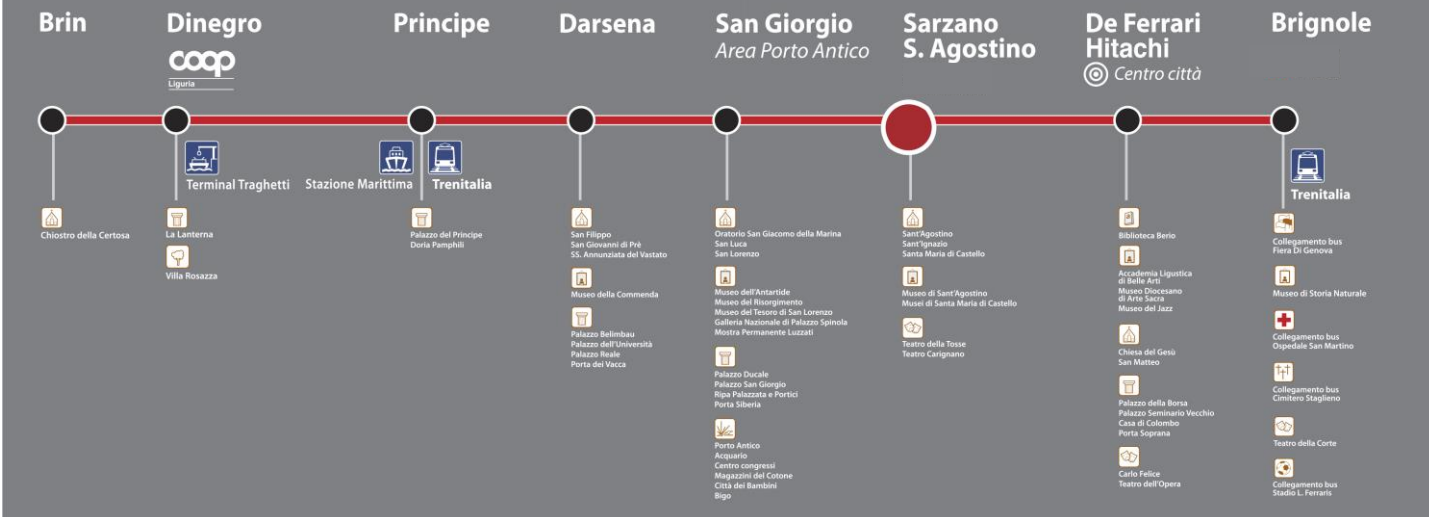 Brin
Dinegro
coop
Liguria
Principe
Darsena
San Giorgio
Area Porto Antico
Sarzano
S. Agostino
De Ferrari
Hitachi
Centro città
Brignole
Terminal Traghetti
Stazione Marittima
Trenitalia
Trenitalia
Chiostro della Certosa
La Lanterna
Villa Rosazza
Palazzo del Principe
Doria Pamphili
San Filippo
San Giovanni di Prè
SS. Annunziata del Vastato
Museo della Commenda
Palazzo Belimbau
Palazzo dell'Università
Palazzo Reale
Porta dei Vacca
Oratorio San Giacomo della Marina
San Luca
San Lorenzo
Museo dell'Antartide
Museo del Risorgimento
Museo del Tesoro di San Lorenzo
Galleria Nazionale di Palazzo Spinola
Mostra Permanente Luzzati
Palazzo Ducale
Palazzo San Giorgio
Ripa Palazzata e Portici
Porta Siberia
Porto Antico
Acquario
Centro congressi
Magazzini del Cotone
Città dei Bambini
Bigo
Sant'Agostino
Sant'Ignazio
Santa Maria di Castello
Museo di Sant'Agostino
Musei di Santa Maria di Castello
Teatro della Tosse
Teatro Carignano
Biblioteca Berio
Accademia Ligustica
di Belle Arti
Museo Diocesano
di Arte Sacra
Museo del Jazz
Chiesa del Gesù
San Matteo
Palazzo della Borsa
Palazzo Seminario Vecchio
Casa di Colombo
Porta Soprana
Carlo Felice
Teatro dell'Opera
Collegamento bus
Fiera Di Genova
Museo di Storia Naturale
Collegamento bus
Ospedale San Martino
Collegamento bus
Cimitero Staglieno
Teatro della Corte
Collegamento bus
Stadio L. Ferraris